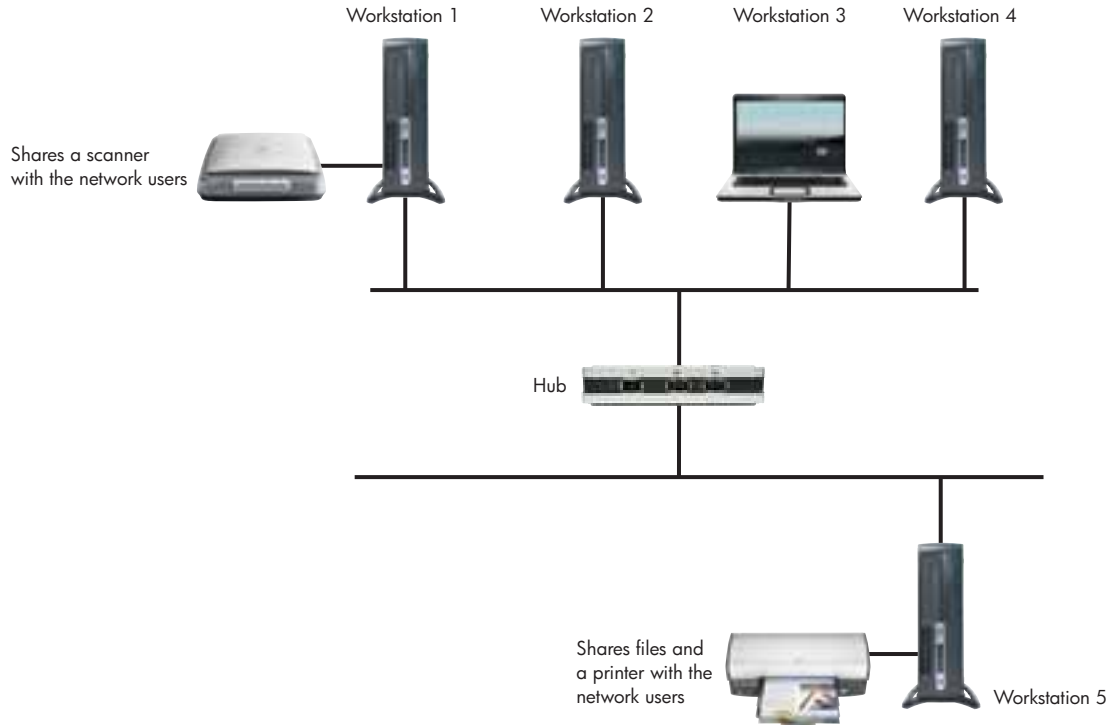 Workstation 1
Workstation 2
Workstation 3
Workstation 4
Shares a scanner
with the network users
Hub
Shares files and
a printer with the
network users
Workstation 5